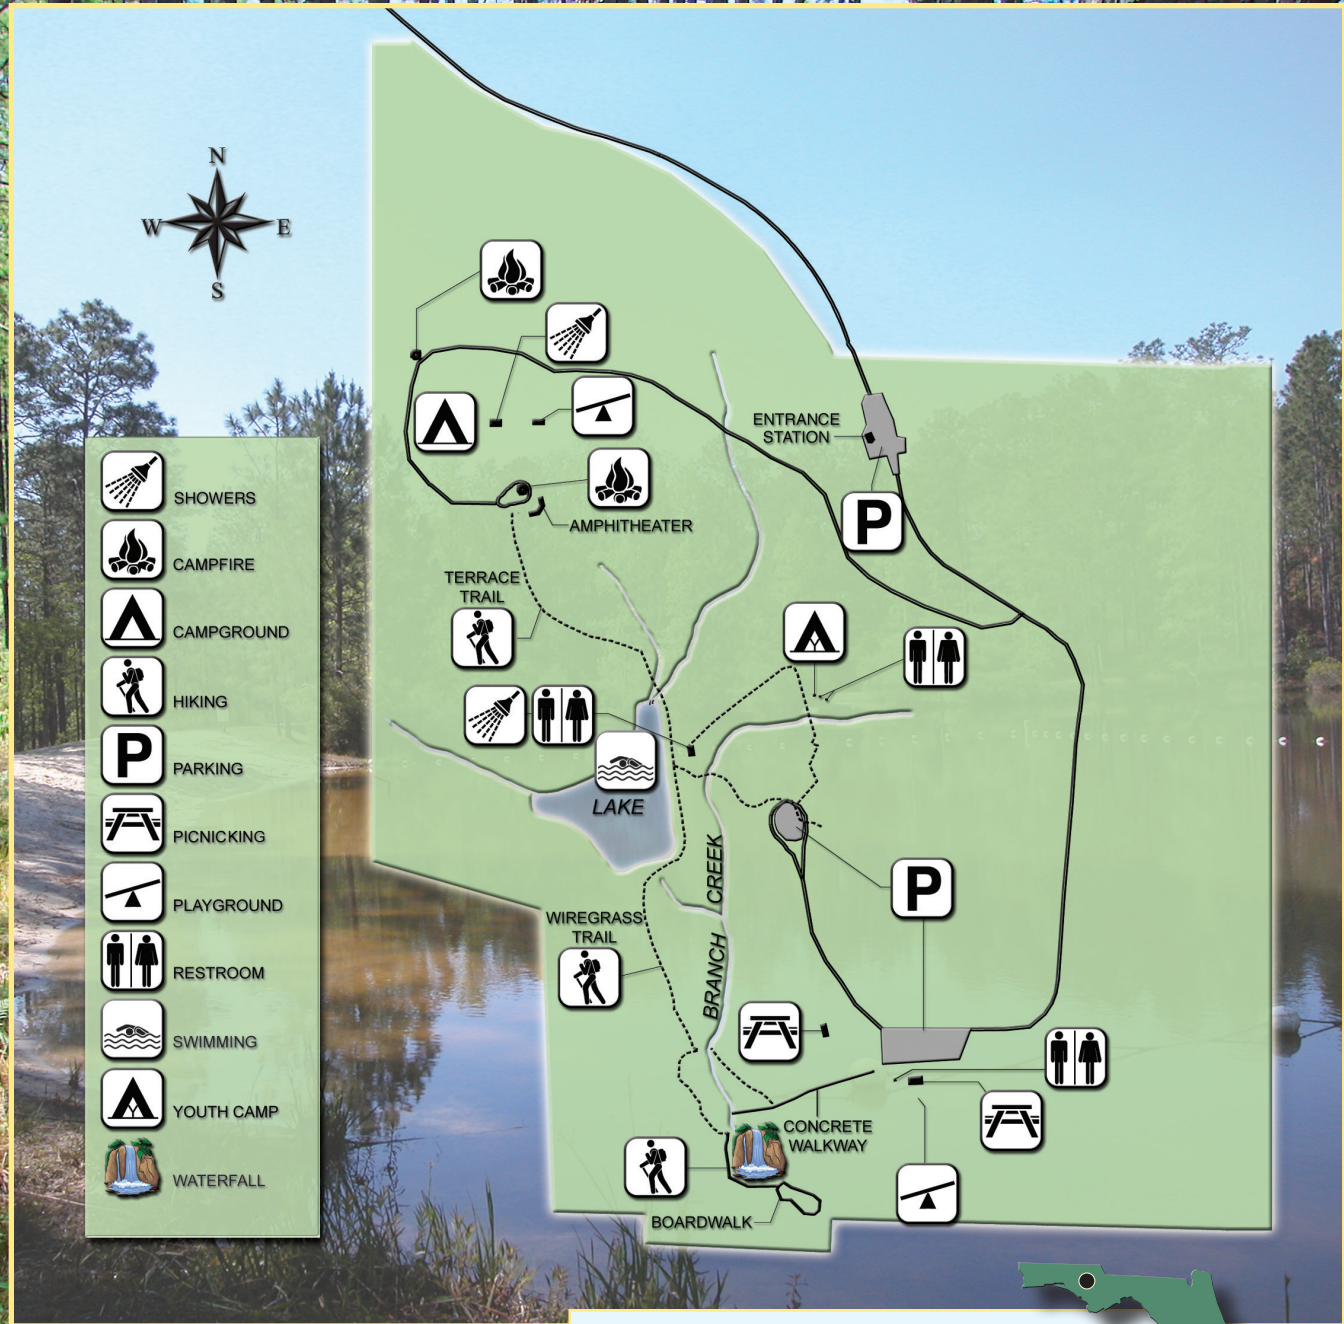 N
W
E
S
ENTRANCE
STATION
P
AMPHITHEATER
TERRACE
TRAIL
LAKE
CREEK
BRANCH
P
WIREGRASS
TRAIL
CONCRETE
WALKWAY
BOARDWALK
SHOWERS
CAMPFIRE
CAMPGROUND
HIKING
P
PARKING
PICNICKING
PLAYGROUND
RESTROOM
SWIMMING
YOUTH CAMP
WATERFALL